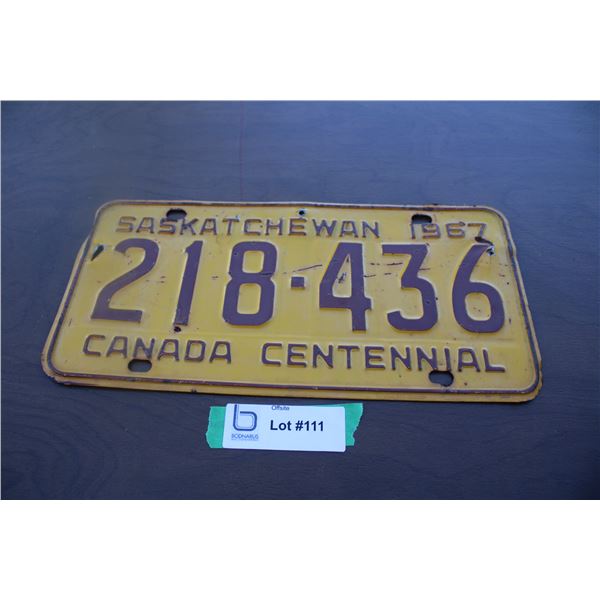 SASKATCHEWAN 1967
218·436
CANADA CENTENNIAL
Offsite
b
BODNARUS
Lot #111